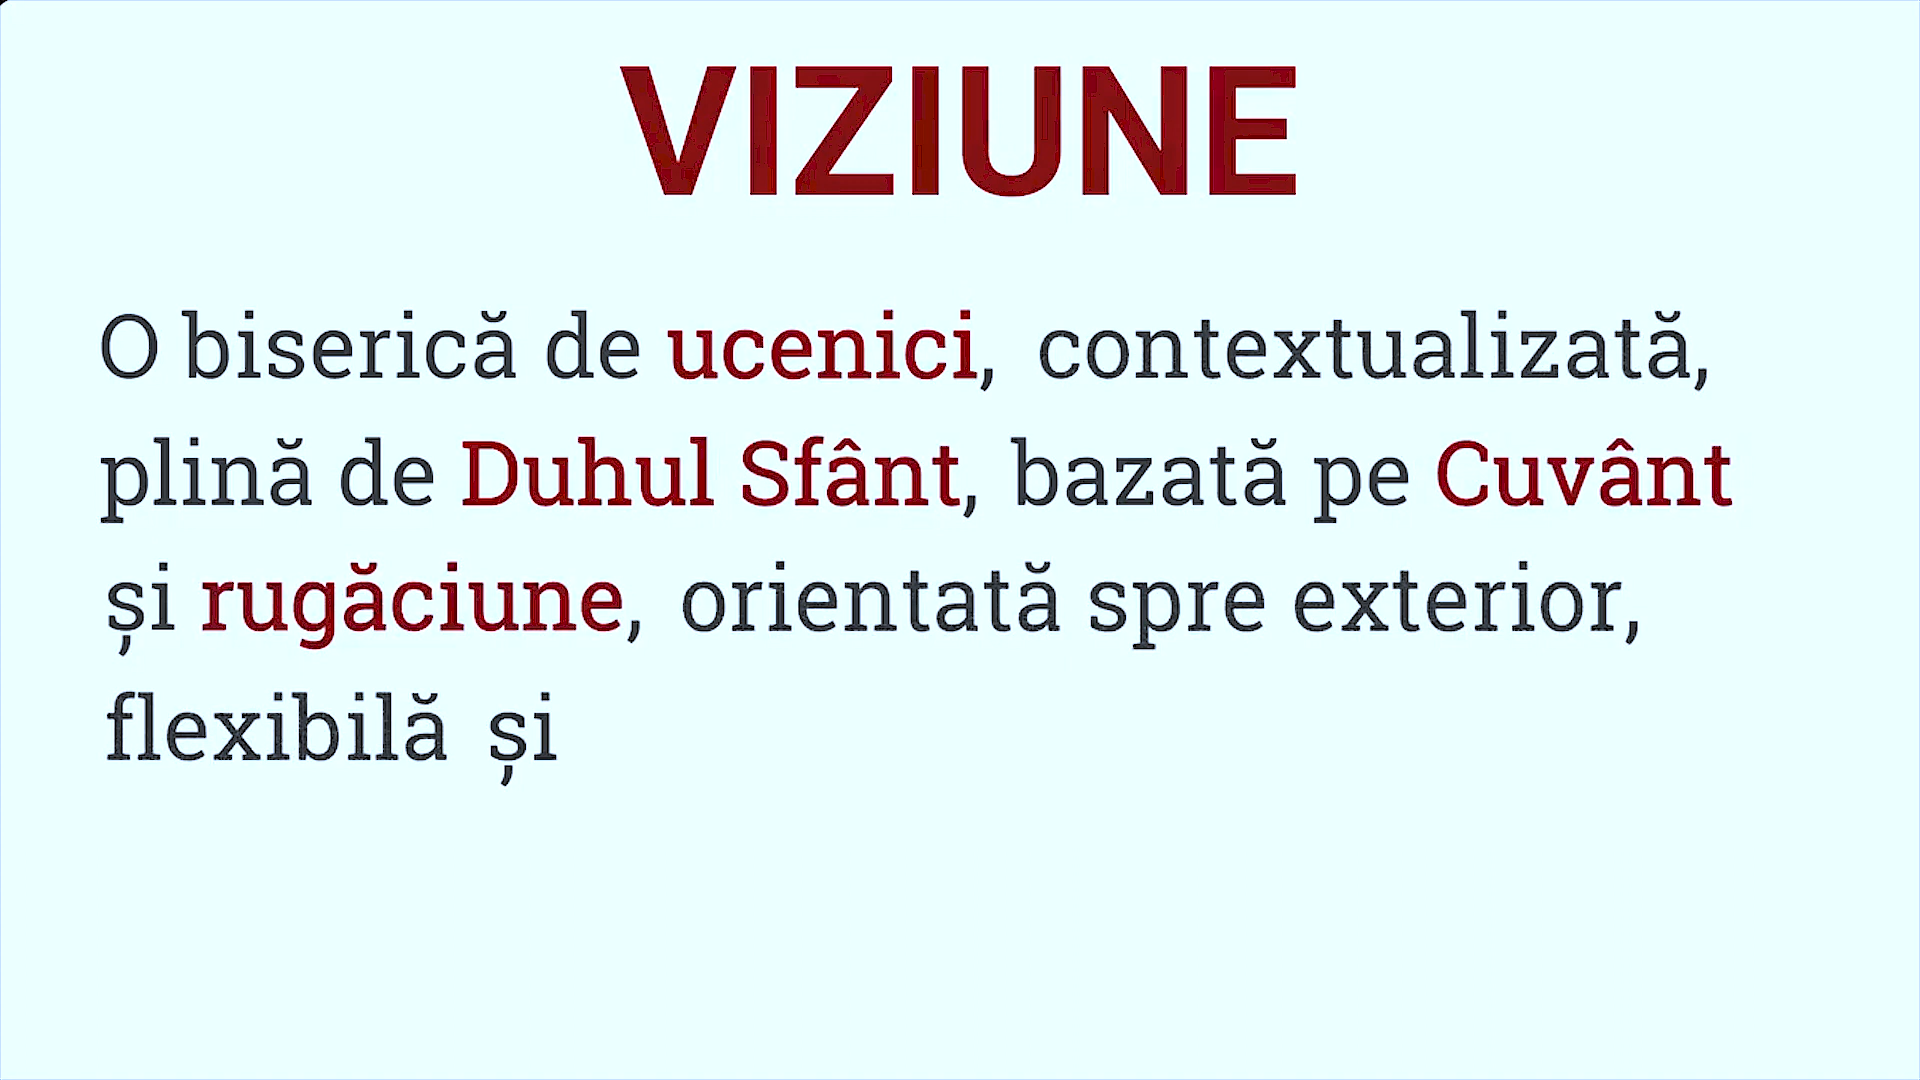 VIZIUNE
O biserică de ucenici, contextualizată,
plină de Duhul Sfânt, bazată pe Cuvânt
și rugăciune, orientată spre exterior,
flexibilă și